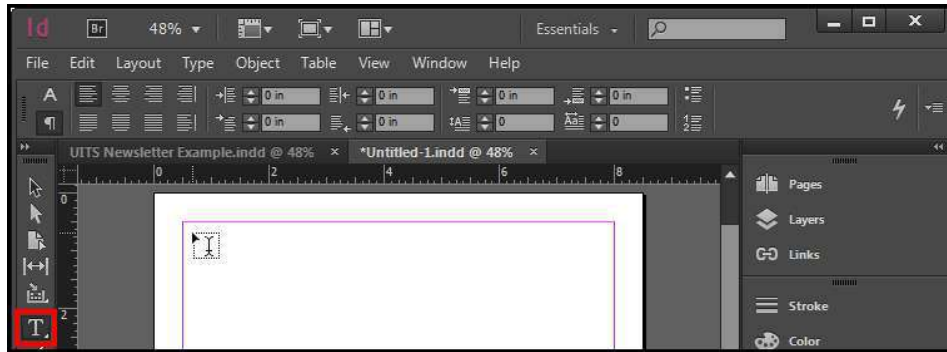 Id Br 48% Essentials
File Edit Layout Type Object Table View Window Help
A 0 in 0 in 0 in 0 in
¶ 0 in 0 in 0 0
UITS Newsletter Example.indd @ 48% × *Untitled-1.indd @ 48% ×
0 2 4 6 8
0
Pages
Layers
Links
2
T
Stroke
Color